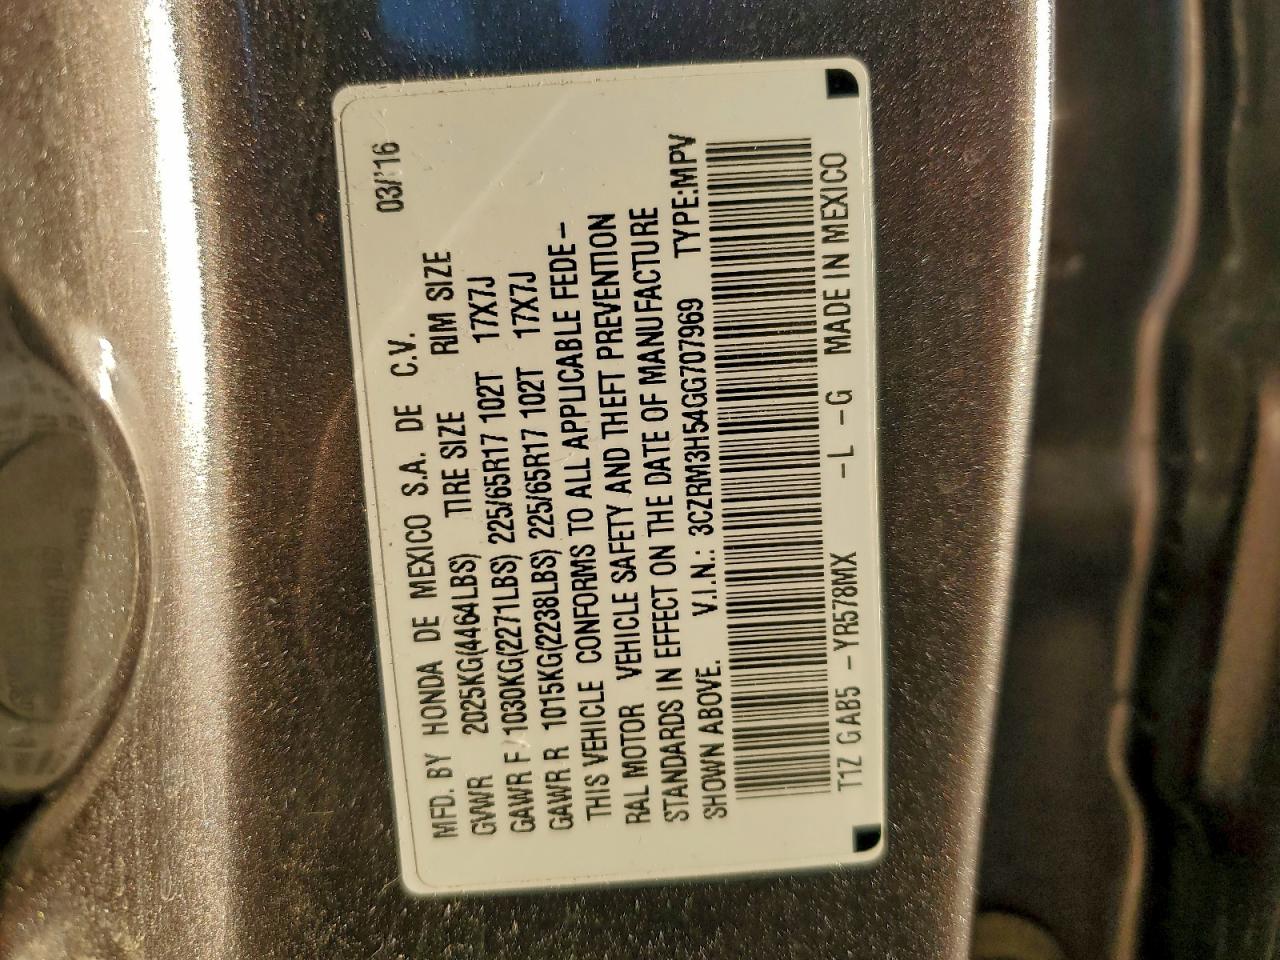 03/'16
MFD. BY HONDA DE MEXICO S.A. DE C.V.
GVWR 2025KG(4464LBS) TIRE SIZE RIM SIZE
GAWR F 1030KG(2271LBS) 225/65R17 102T 17X7J
GAWR R 1015KG(2238LBS) 225/65R17 102T 17X7J
THIS VEHICLE CONFORMS TO ALL APPLICABLE FEDE-
RAL MOTOR VEHICLE SAFETY AND THEFT PREVENTION
STANDARDS IN EFFECT ON THE DATE OF MANUFACTURE
SHOWN ABOVE. V.I.N.: 3CZRM3H54GG707969 TYPE:MPV
T1Z G AB5 -YR578MX -L -G MADE IN MEXICO